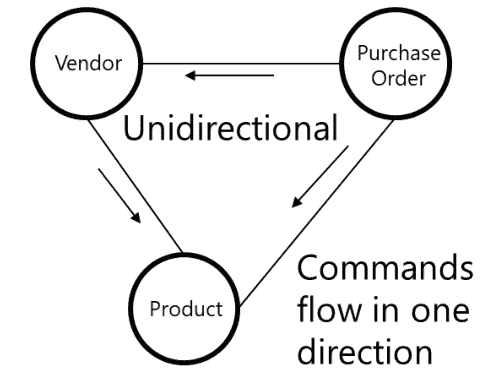 Vendor
Purchase
Order
Unidirectional
Product
Commands
flow in one
direction